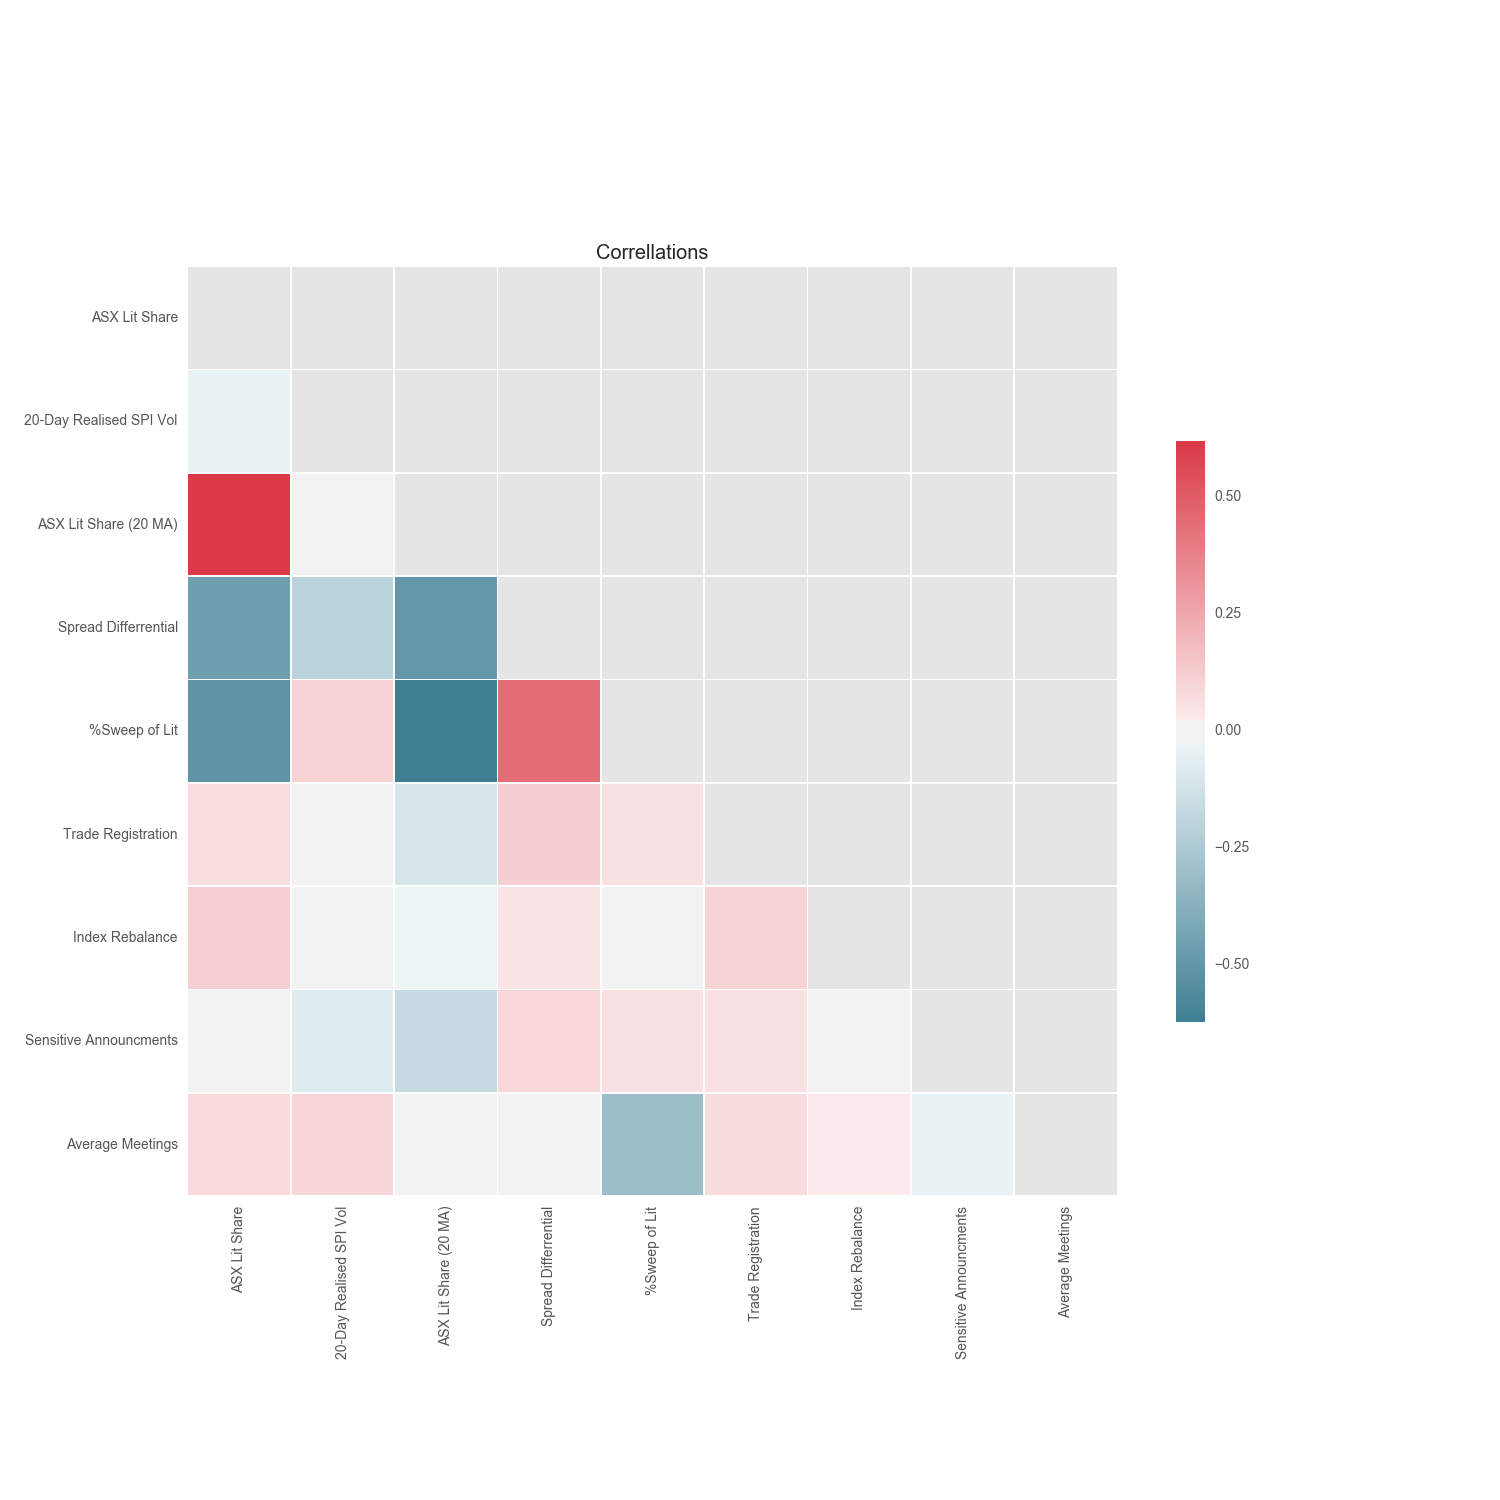 Correllations
ASX Lit Share
20-Day Realised SPI Vol
ASX Lit Share (20 MA)
Spread Differrential
%Sweep of Lit
Trade Registration
Index Rebalance
Sensitive Announcments
Average Meetings
ASX Lit Share
20-Day Realised SPI Vol
ASX Lit Share (20 MA)
Spread Differrential
%Sweep of Lit
Trade Registration
Index Rebalance
Sensitive Announcments
Average Meetings
0.50
0.25
0.00
−0.25
−0.50